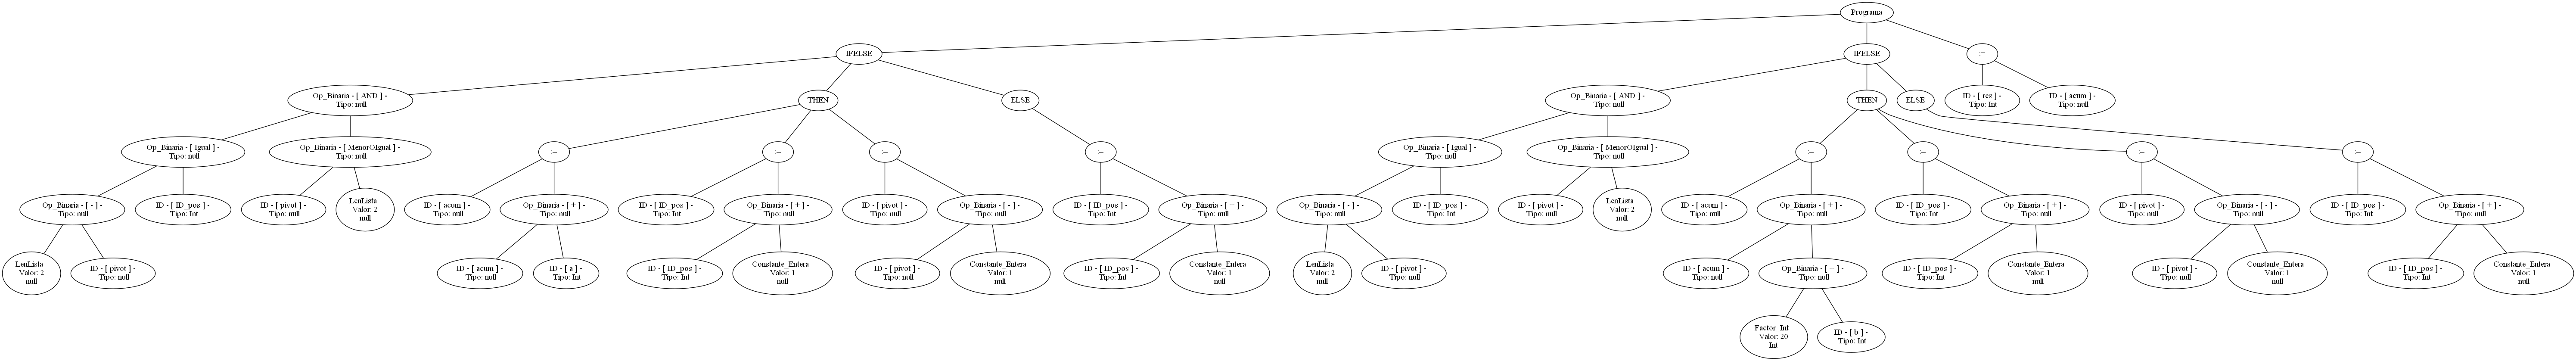 Programa
IFELSE
IFELSE
:=
Op_Binaria - [ AND ] -
Tipo: null
THEN
ELSE
Op_Binaria - [ AND ] -
Tipo: null
THEN
ELSE
ID - [ res ] -
Tipo: Int
ID - [ acum ] -
Tipo: null
Op_Binaria - [ Igual ] -
Tipo: null
Op_Binaria - [ MenorOIgual ] -
Tipo: null
:=
:=
:=
:=
Op_Binaria - [ Igual ] -
Tipo: null
Op_Binaria - [ MenorOIgual ] -
Tipo: null
:=
:=
:=
:=
Op_Binaria - [ - ] -
Tipo: null
ID - [ ID_pos ] -
Tipo: Int
ID - [ pivot ] -
Tipo: null
LenLista
Valor: 2
null
ID - [ acum ] -
Tipo: null
Op_Binaria - [ + ] -
Tipo: null
ID - [ ID_pos ] -
Tipo: Int
Op_Binaria - [ + ] -
Tipo: null
ID - [ pivot ] -
Tipo: null
Op_Binaria - [ - ] -
Tipo: null
ID - [ ID_pos ] -
Tipo: Int
Op_Binaria - [ + ] -
Tipo: null
Op_Binaria - [ - ] -
Tipo: null
ID - [ ID_pos ] -
Tipo: Int
ID - [ pivot ] -
Tipo: null
LenLista
Valor: 2
null
ID - [ acum ] -
Tipo: null
Op_Binaria - [ + ] -
Tipo: null
ID - [ ID_pos ] -
Tipo: Int
Op_Binaria - [ + ] -
Tipo: null
ID - [ pivot ] -
Tipo: null
Op_Binaria - [ - ] -
Tipo: null
ID - [ ID_pos ] -
Tipo: Int
Op_Binaria - [ + ] -
Tipo: null
LenLista
Valor: 2
null
ID - [ pivot ] -
Tipo: null
ID - [ acum ] -
Tipo: null
ID - [ a ] -
Tipo: Int
ID - [ ID_pos ] -
Tipo: Int
Constante_Entera
Valor: 1
null
ID - [ pivot ] -
Tipo: null
Constante_Entera
Valor: 1
null
ID - [ ID_pos ] -
Tipo: Int
Constante_Entera
Valor: 1
null
LenLista
Valor: 2
null
ID - [ pivot ] -
Tipo: null
ID - [ acum ] -
Tipo: null
Op_Binaria - [ + ] -
Tipo: null
ID - [ ID_pos ] -
Tipo: Int
Constante_Entera
Valor: 1
null
ID - [ pivot ] -
Tipo: null
Constante_Entera
Valor: 1
null
ID - [ ID_pos ] -
Tipo: Int
Constante_Entera
Valor: 1
null
Factor_Int
Valor: 20
Int
ID - [ b ] -
Tipo: Int